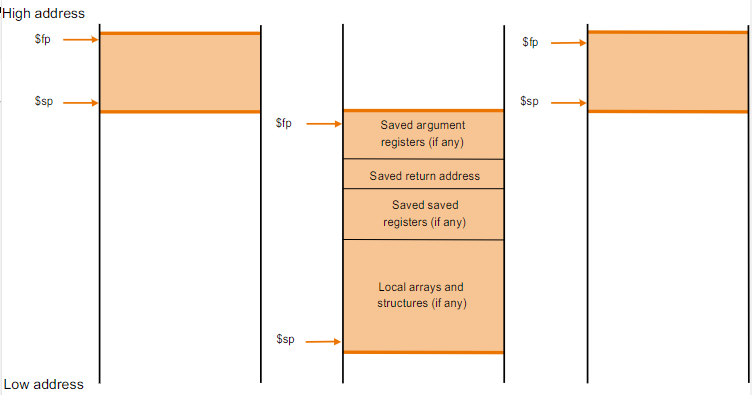 High address
$fp
$sp
$fp
Saved argument
registers (if any)
Saved return address
Saved saved
registers (if any)
Local arrays and
structures (if any)
$sp
$fp
$sp
Low address